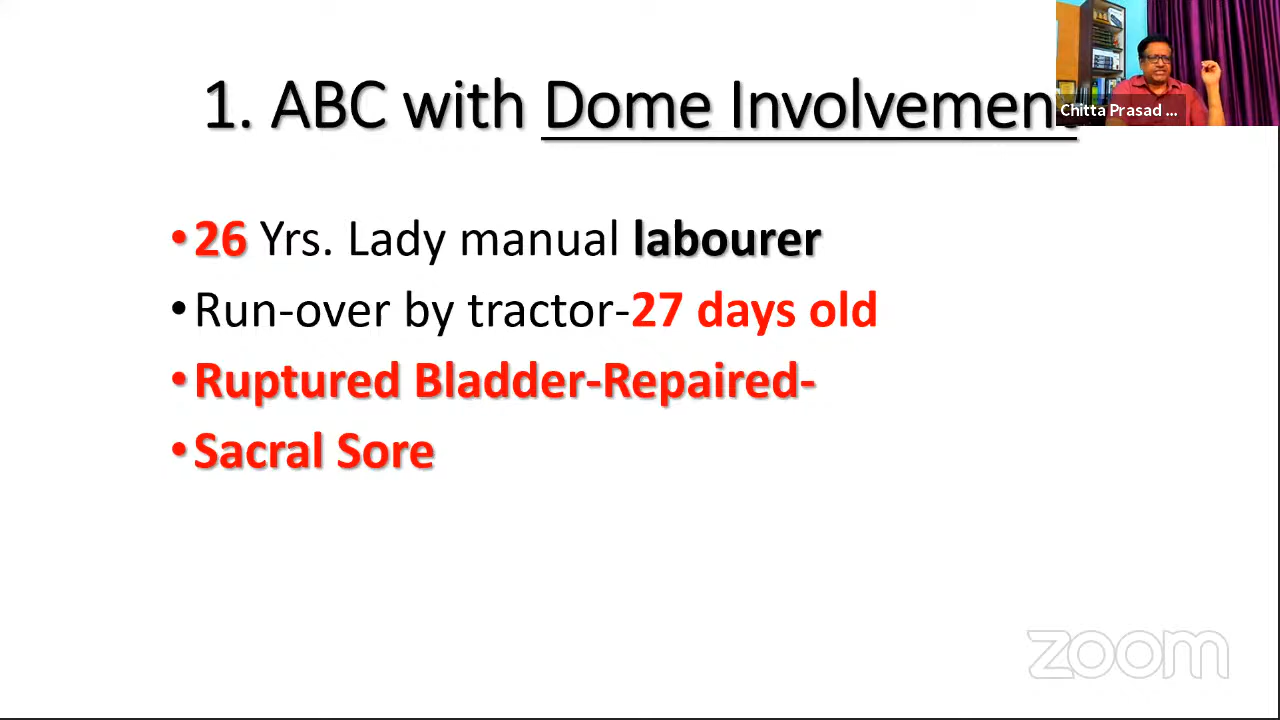 1. ABC with Dome Involvement
Chitta Prasad ...
•26 Yrs. Lady manual labourer
•Run-over by tractor-27 days old
•Ruptured Bladder-Repaired-
•Sacral Sore
zoom